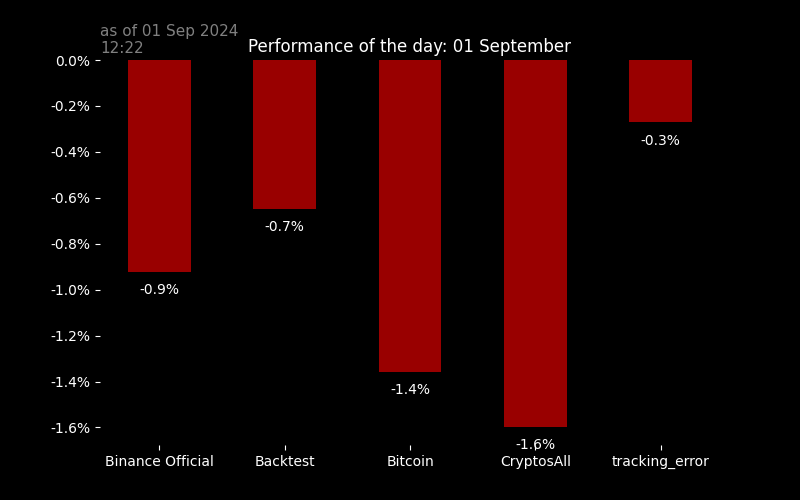 as of 01 Sep 2024
12:22
Performance of the day: 01 September
0.0%
-0.2%
-0.4%
-0.6%
-0.8%
-1.0%
-1.2%
-1.4%
-1.6%
-0.9%
-0.7%
-1.4%
-1.6%
-0.3%
Binance Official
Backtest
Bitcoin
CryptosAll
tracking_error